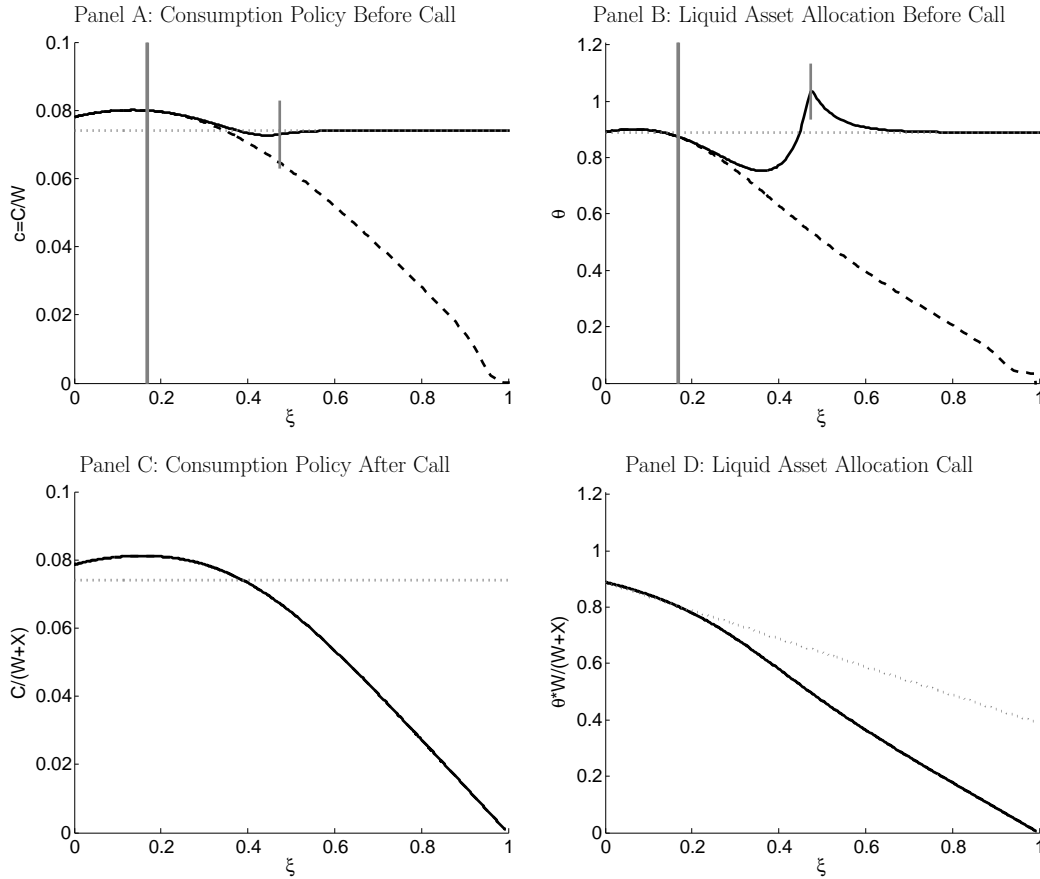 Panel A: Consumption Policy Before Call
0.1
0.08
0.06
0.04
0.02
0
c=C/W
0 0.2 0.4 0.6 0.8 1
ξ
Panel B: Liquid Asset Allocation Before Call
1.2
1
0.8
0.6
0.4
0.2
0
θ
0 0.2 0.4 0.6 0.8 1
ξ
Panel C: Consumption Policy After Call
0.1
0.08
0.06
0.04
0.02
0
C/(W+X)
0 0.2 0.4 0.6 0.8 1
ξ
Panel D: Liquid Asset Allocation Call
1.2
1
0.8
0.6
0.4
0.2
0
θ*W/(W+X)
0 0.2 0.4 0.6 0.8 1
ξ